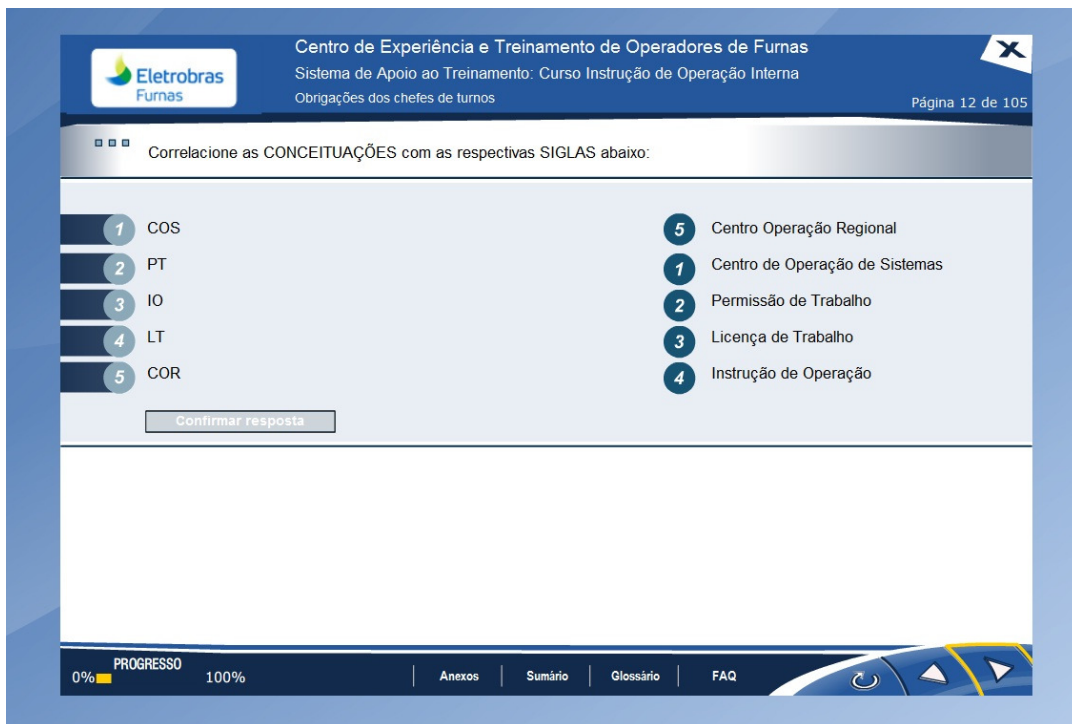 Eletrobras
Furnas
Centro de Experiência e Treinamento de Operadores de Furnas
Sistema de Apoio ao Treinamento: Curso Instrução de Operação Interna
Obrigações dos chefes de turnos
X
Página 12 de 105
Correlacione as CONCEITUAÇÕES com as respectivas SIGLAS abaixo:
1 COS
2 PT
3 IO
4 LT
5 COR
5 Centro Operação Regional
1 Centro de Operação de Sistemas
2 Permissão de Trabalho
3 Licença de Trabalho
4 Instrução de Operação
Confirmar resposta
PROGRESSO
0% 100%
Anexos Sumário Glossário FAQ